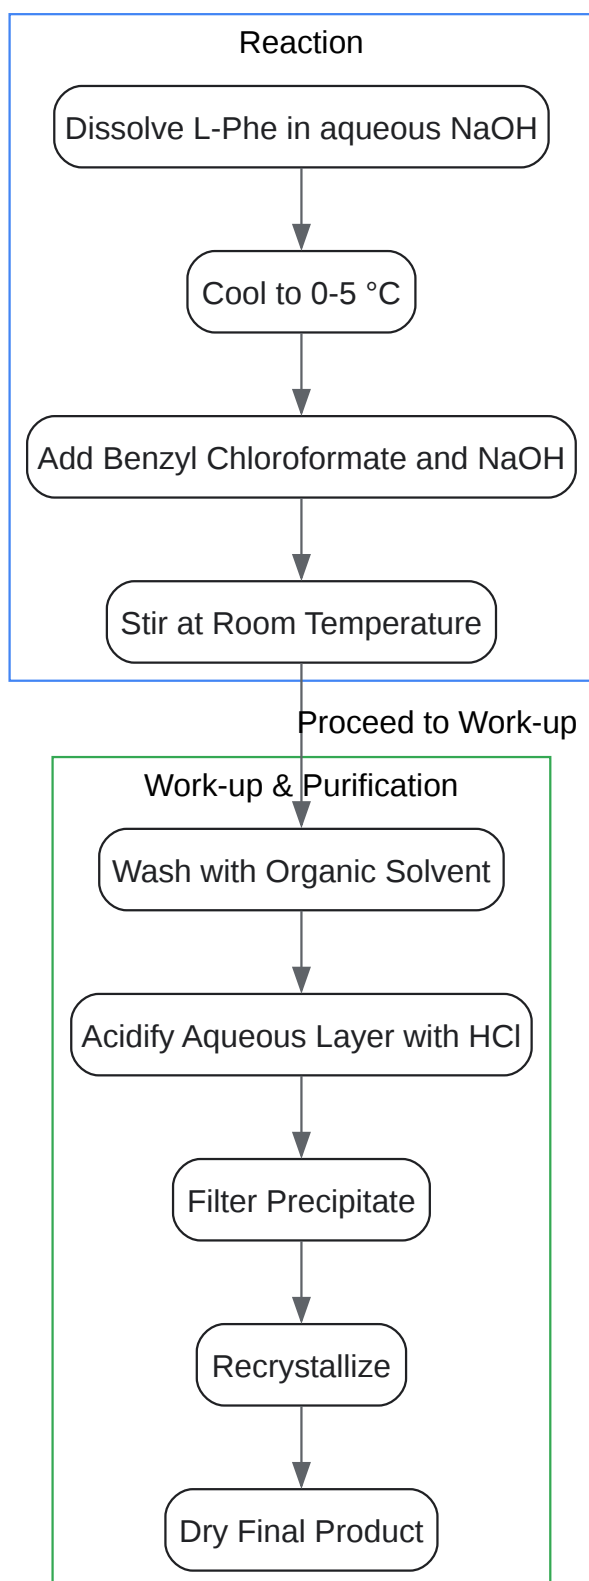 Reaction
Dissolve L-Phe in aqueous NaOH
Cool to 0-5 °C
Add Benzyl Chloroformate and NaOH
Stir at Room Temperature
Proceed to Work-up
Work-up & Purification
Wash with Organic Solvent
Acidify Aqueous Layer with HCl
Filter Precipitate
Recrystallize
Dry Final Product